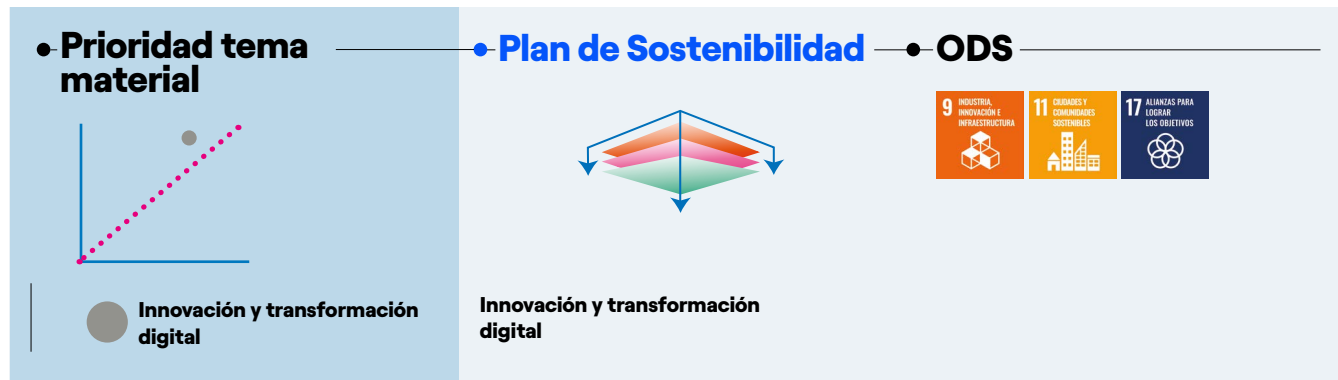 Prioridad tema
material
Plan de Sostenibilidad
ODS
9 INDUSTRIA,
INNOVACIÓN E
INFRAESTRUCTURA
11 CIUDADES Y
COMUNIDADES
SOSTENIBLES
17 ALIANZAS PARA
LOGRAR
LOS OBJETIVOS
Innovación y transformación
digital
Innovación y transformación
digital